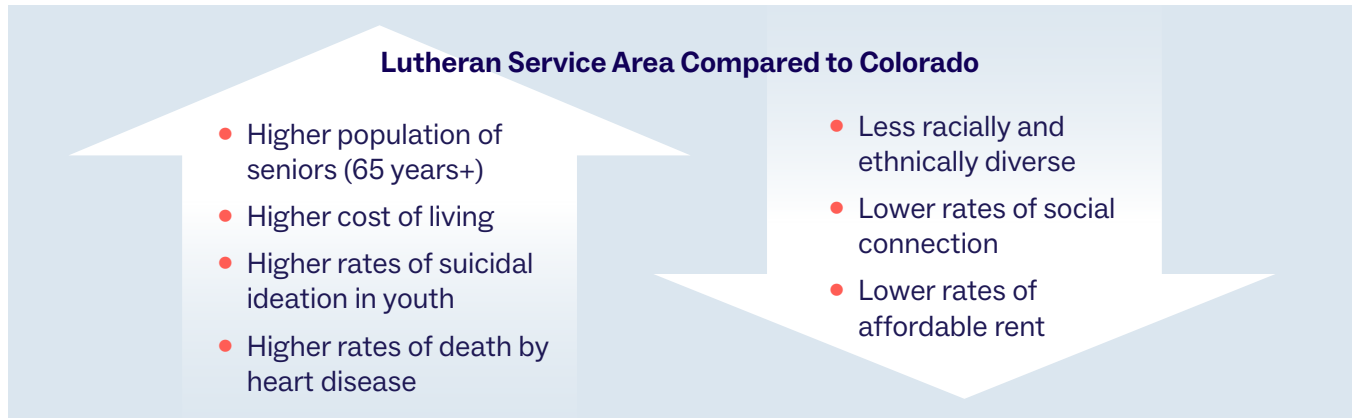 Lutheran Service Area Compared to Colorado
• Higher population of
seniors (65 years+)
• Higher cost of living
• Higher rates of suicidal
ideation in youth
• Higher rates of death by
heart disease
• Less racially and
ethnically diverse
• Lower rates of social
connection
• Lower rates of
affordable rent